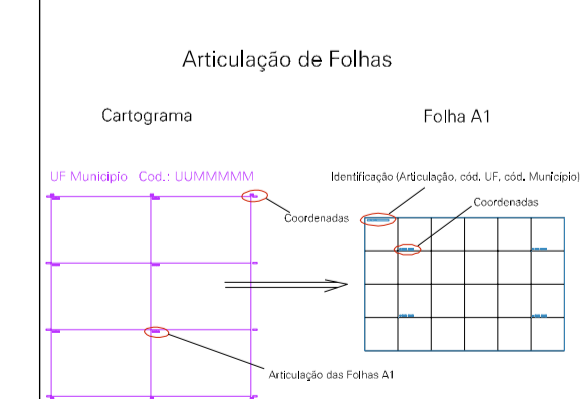 Articulação de Folhas
Cartograma
Folha A1
UF Município Cod.: UUMMMMM
Identificação (Articulação, cód. UF, cód. Município)
Coordenadas
Coordenadas
Articulação das Folhas A1